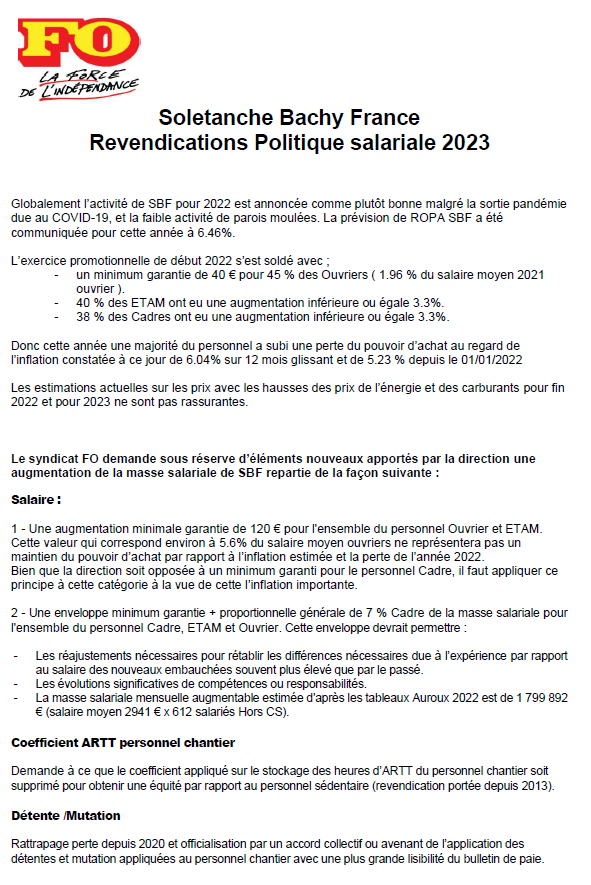 FO
LA FORCE
DE L'INDÉPENDANCE
Soletanche Bachy France
Revendications Politique salariale 2023
Globalement l'activité de SBF pour 2022 est annoncée comme plutôt bonne malgré la sortie pandémie
due au COVID-19, et la faible activité de parois moulées. La prévision de ROPA SBF a été
communiquée pour cette année à 6.46%.
L'exercice promotionnelle de début 2022 s'est soldé avec ;
- un minimum garantie de 40 € pour 45 % des Ouvriers ( 1.96 % du salaire moyen 2021
ouvrier ).
- 40 % des ETAM ont eu une augmentation inférieure ou égale 3.3%.
- 38 % des Cadres ont eu une augmentation inférieure ou égale 3.3%.
Donc cette année une majorité du personnel a subi une perte du pouvoir d'achat au regard de
l'inflation constatée à ce jour de 6.04% sur 12 mois glissant et de 5.23 % depuis le 01/01/2022
Les estimations actuelles sur les prix avec les hausses des prix de l'énergie et des carburants pour fin
2022 et pour 2023 ne sont pas rassurantes.
Le syndicat FO demande sous réserve d'éléments nouveaux apportés par la direction une
augmentation de la masse salariale de SBF repartie de la façon suivante :
Salaire :
1 - Une augmentation minimale garantie de 120 € pour l'ensemble du personnel Ouvrier et ETAM.
Cette valeur qui correspond environ à 5.6% du salaire moyen ouvriers ne représentera pas un
maintien du pouvoir d'achat par rapport à l'inflation estimée et la perte de l'année 2022.
Bien que la direction soit opposée à un minimum garanti pour le personnel Cadre, il faut appliquer ce
principe à cette catégorie à la vue de cette l'inflation importante.
2 - Une enveloppe minimum garantie + proportionnelle générale de 7 % Cadre de la masse salariale pour
l'ensemble du personnel Cadre, ETAM et Ouvrier. Cette enveloppe devrait permettre :
- Les réajustements nécessaires pour rétablir les différences nécessaires due à l'expérience par rapport
au salaire des nouveaux embauchées souvent plus élevé que par le passé.
- Les évolutions significatives de compétences ou responsabilités.
- La masse salariale mensuelle augmentable estimée d'après les tableaux Auroux 2022 est de 1 799 892
€ (salaire moyen 2941 € x 612 salariés Hors CS).
Coefficient ARTT personnel chantier
Demande à ce que le coefficient appliqué sur le stockage des heures d'ARTT du personnel chantier soit
supprimé pour obtenir une équité par rapport au personnel sédentaire (revendication portée depuis 2013).
Détente /Mutation
Rattrapage perte depuis 2020 et officialisation par un accord collectif ou avenant de l'application des
détentes et mutation appliquées au personnel chantier avec une plus grande lisibilité du bulletin de paie.